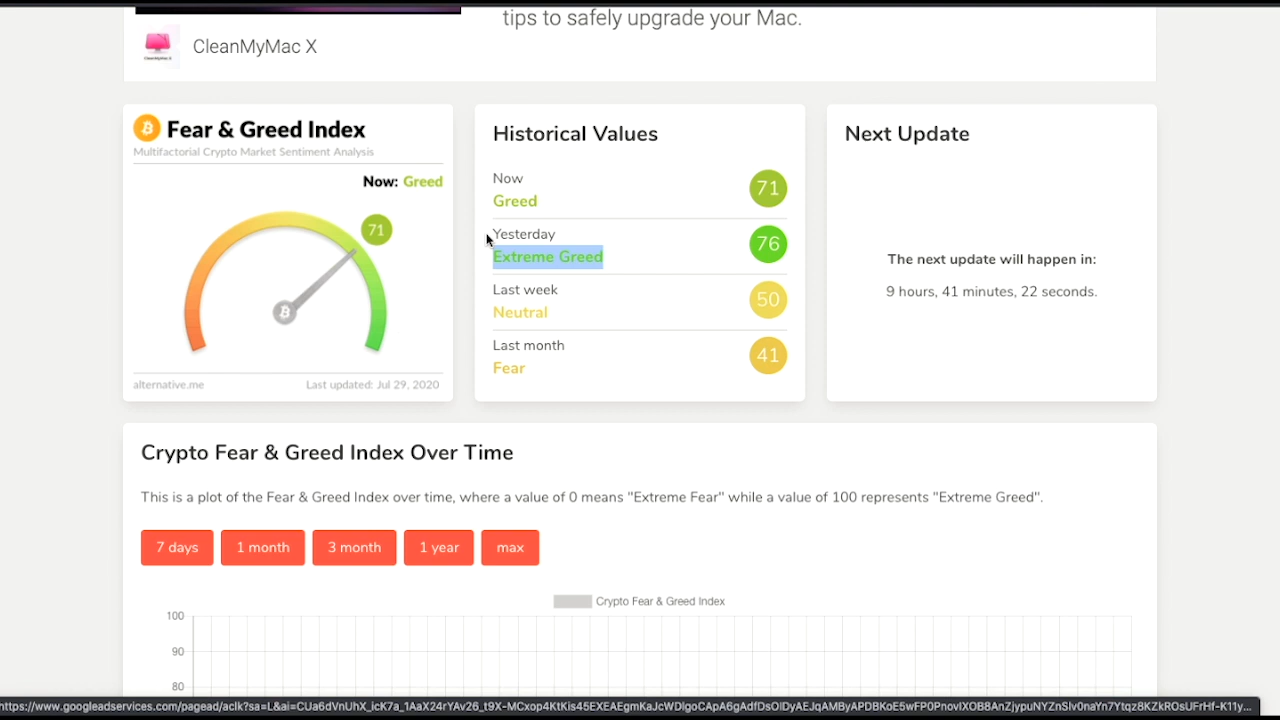 tips to safely upgrade your Mac.
CleanMyMac X
Fear & Greed Index
Multifactorial Crypto Market Sentiment Analysis
Now: Greed
71
alternative.me
Last updated: Jul 29, 2020
Historical Values
Now
Greed
71
Yesterday
Extreme Greed
76
Last week
Neutral
50
Last month
Fear
41
Next Update
The next update will happen in:
9 hours, 41 minutes, 22 seconds.
Crypto Fear & Greed Index Over Time
This is a plot of the Fear & Greed Index over time, where a value of 0 means "Extreme Fear" while a value of 100 represents "Extreme Greed".
7 days
1 month
3 month
1 year
max
Crypto Fear & Greed Index
100
90
80